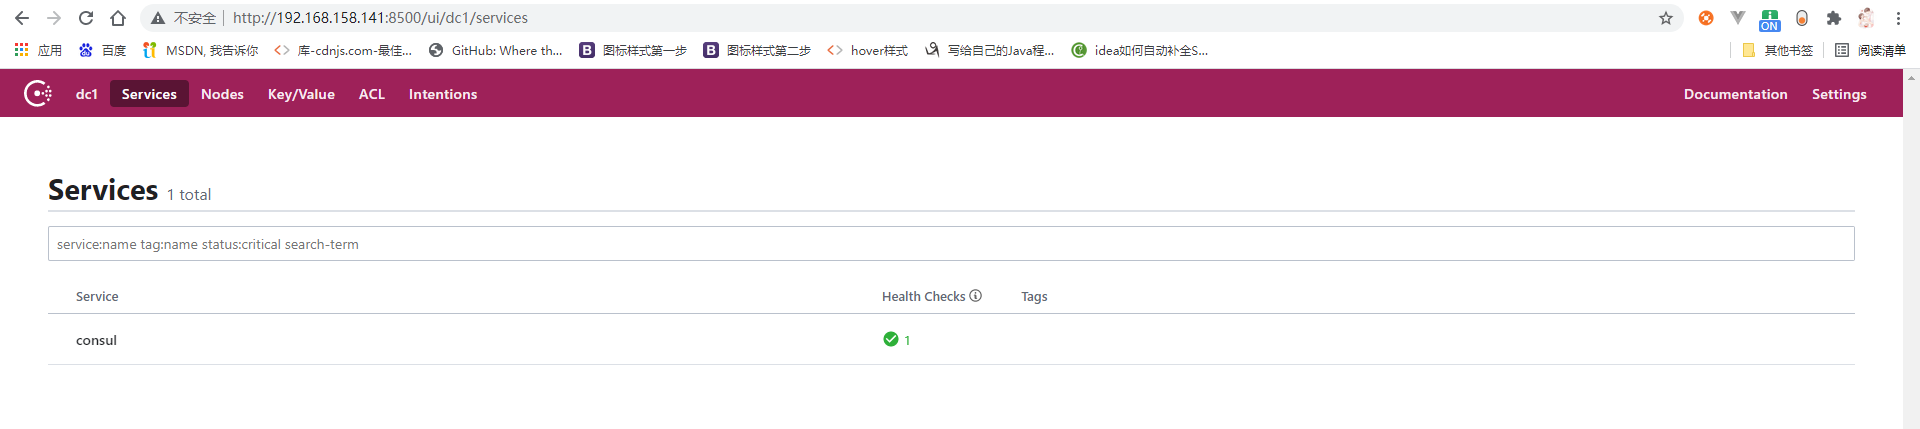 不安全 http://192.168.158.141:8500/ui/dc1/services
ON
应用 百度 MSDN, 我告诉你 库-cdnjs.com-最佳... GitHub: Where th... 图标样式第一步 图标样式第二步 hover样式 写给自己的Java程... idea如何自动补全S... 其他书签 阅读清单
dc1 Services Nodes Key/Value ACL Intentions Documentation Settings
Services 1 total
service:name tag:name status:critical search-term
Service Health Checks Tags
consul 1